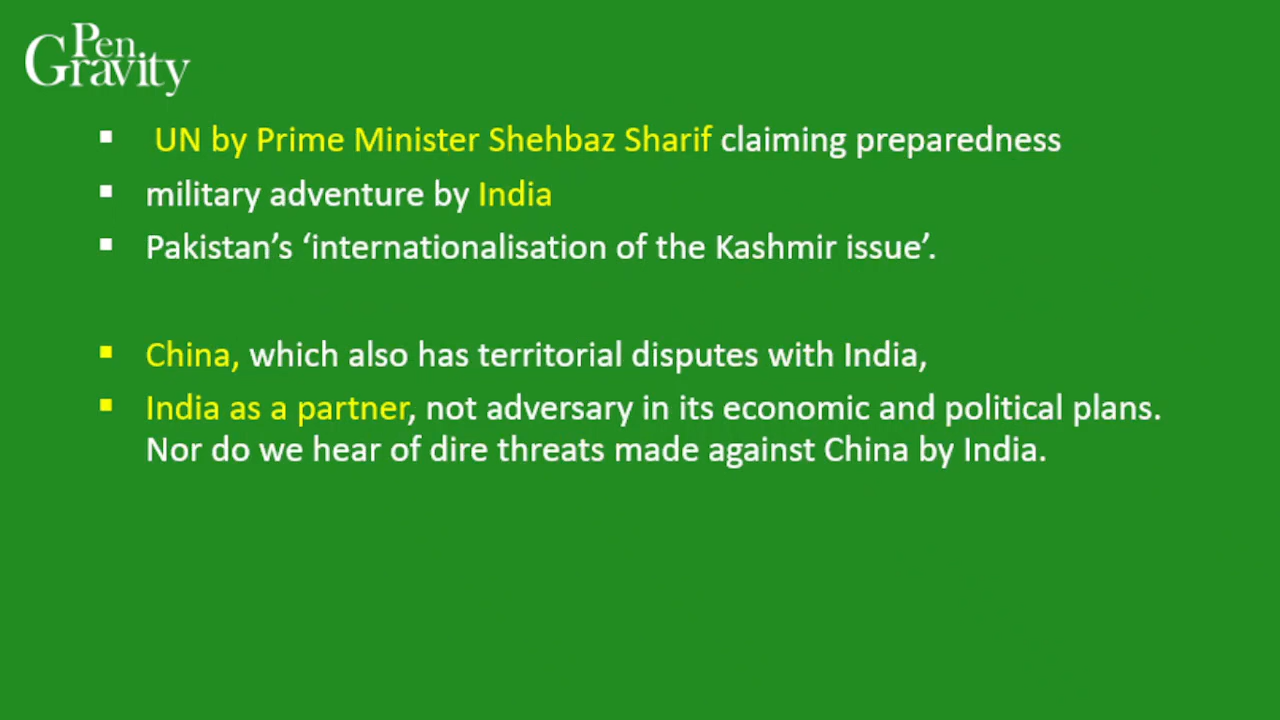 Pen
Gravity
▪ UN by Prime Minister Shehbaz Sharif claiming preparedness
▪ military adventure by India
▪ Pakistan’s ‘internationalisation of the Kashmir issue’.
▪ China, which also has territorial disputes with India,
▪ India as a partner, not adversary in its economic and political plans.
Nor do we hear of dire threats made against China by India.